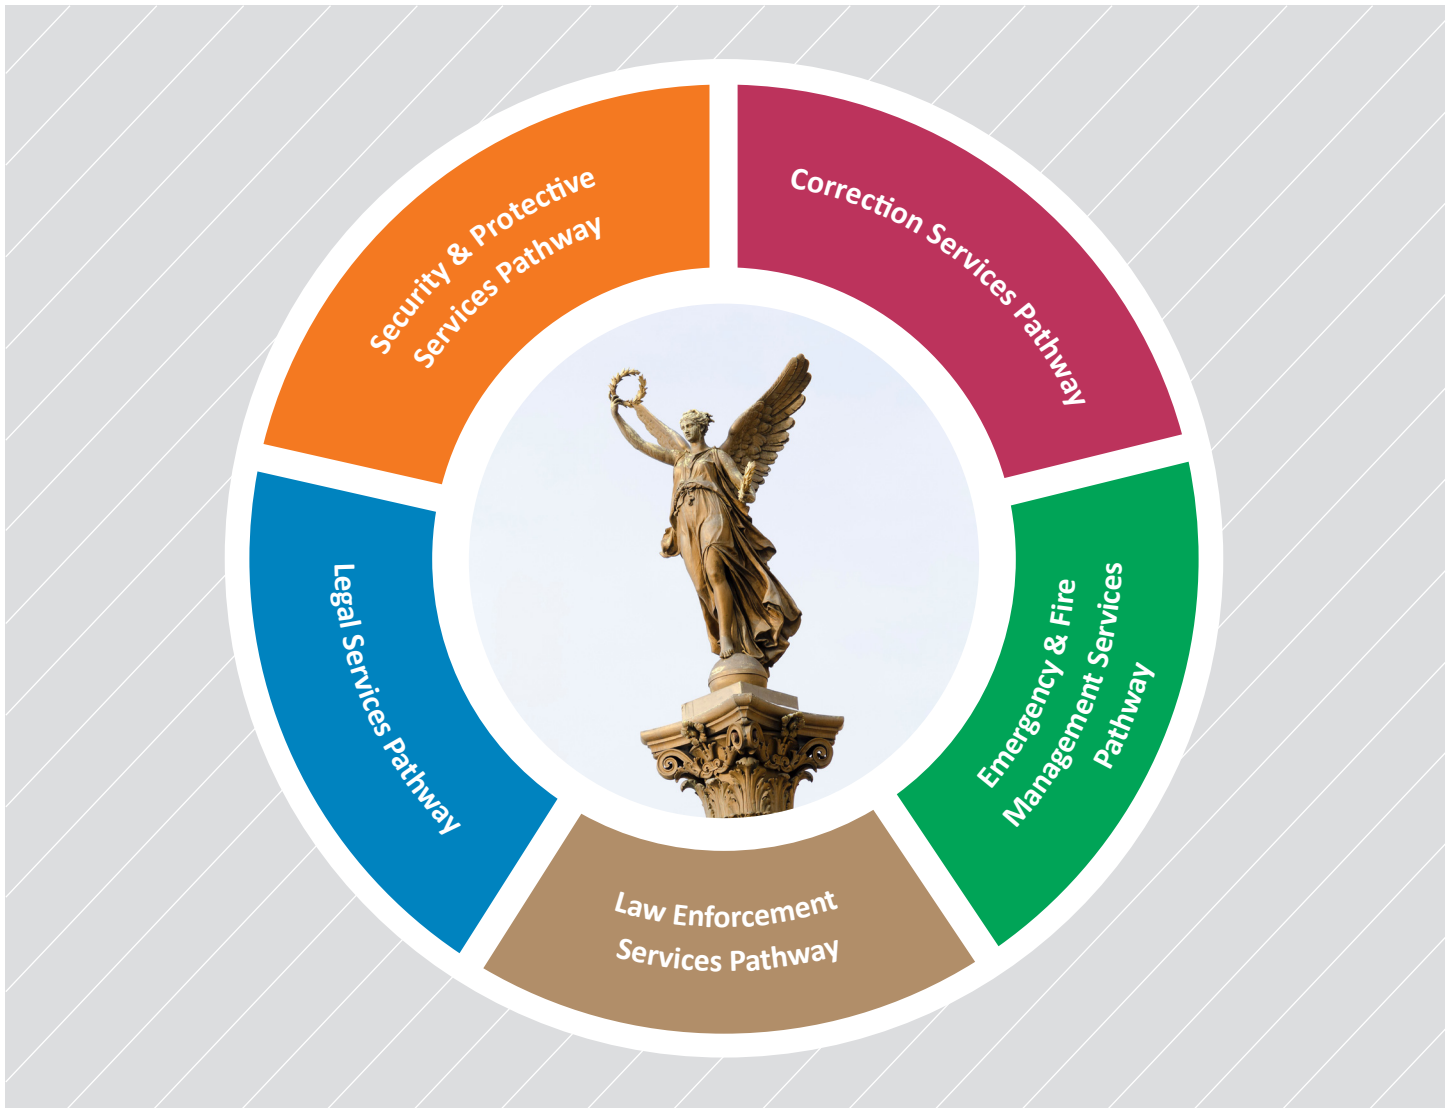 Security & Protective
Services Pathway
Correction Services Pathway
Emergency & Fire
Management Services
Pathway
Law Enforcement
Services Pathway
Legal Services Pathway